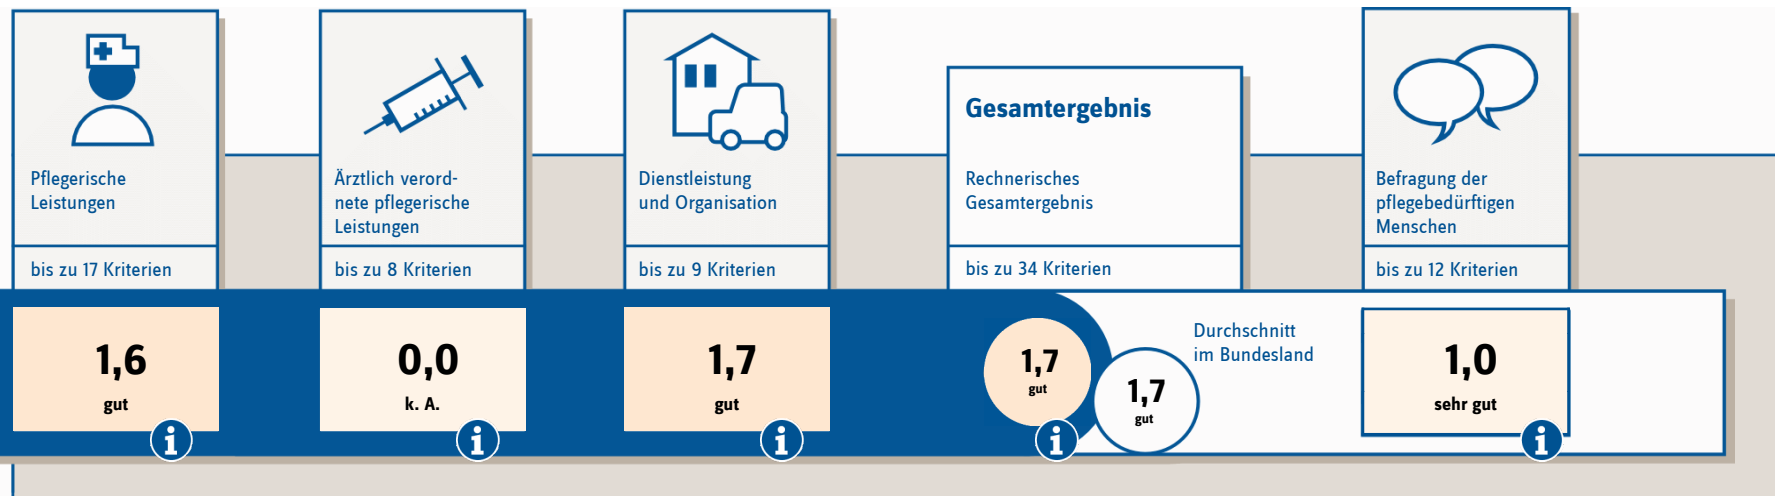 Pflegerische
Leistungen
bis zu 17 Kriterien
1,6
gut
i
Ärztlich verord-
nete pflegerische
Leistungen
bis zu 8 Kriterien
0,0
k. A.
i
Dienstleistung
und Organisation
bis zu 9 Kriterien
1,7
gut
i
Gesamtergebnis
Rechnerisches
Gesamtergebnis
bis zu 34 Kriterien
1,7
gut
i
Durchschnitt
im Bundesland
1,7
gut
Befragung der
pflegebedürftigen
Menschen
bis zu 12 Kriterien
1,0
sehr gut
i